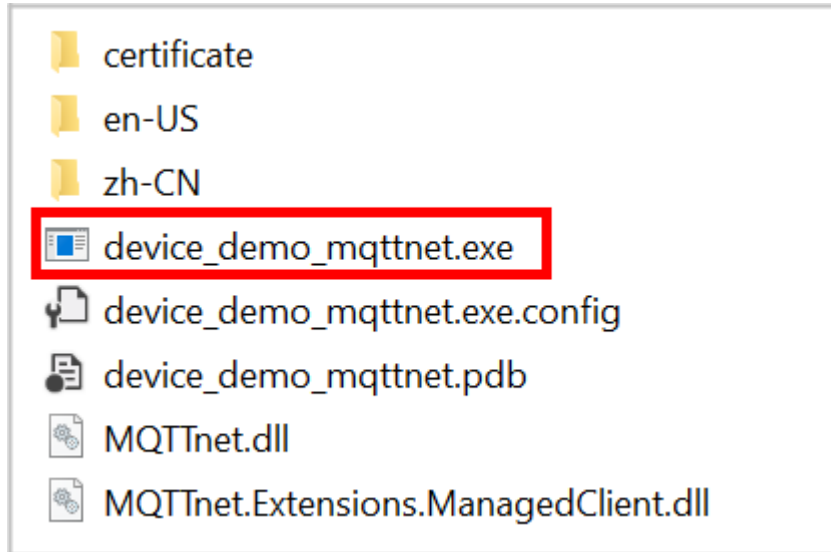 certificate
en-US
zh-CN
device_demo_mqttnet.exe
device_demo_mqttnet.exe.config
device_demo_mqttnet.pdb
MQTTnet.dll
MQTTnet.Extensions.ManagedClient.dll